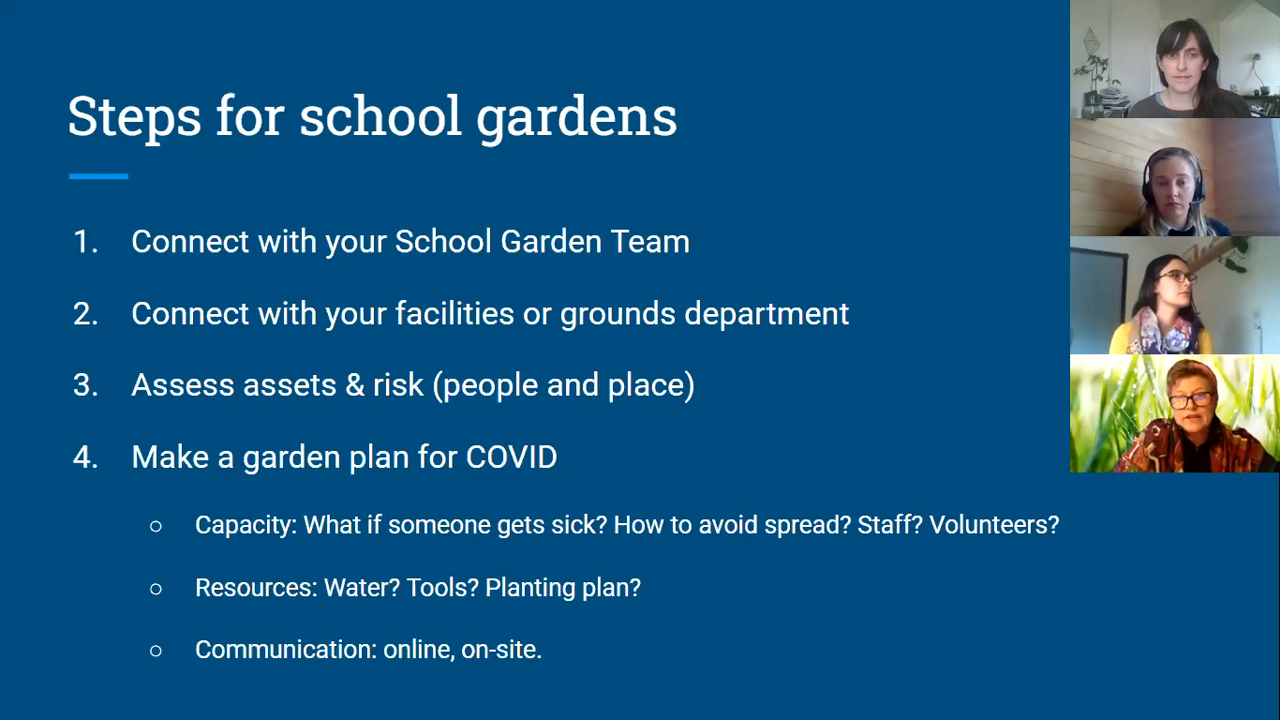 Steps for school gardens
1. Connect with your School Garden Team
2. Connect with your facilities or grounds department
3. Assess assets & risk (people and place)
4. Make a garden plan for COVID
○ Capacity: What if someone gets sick? How to avoid spread? Staff? Volunteers?
○ Resources: Water? Tools? Planting plan?
○ Communication: online, on-site.